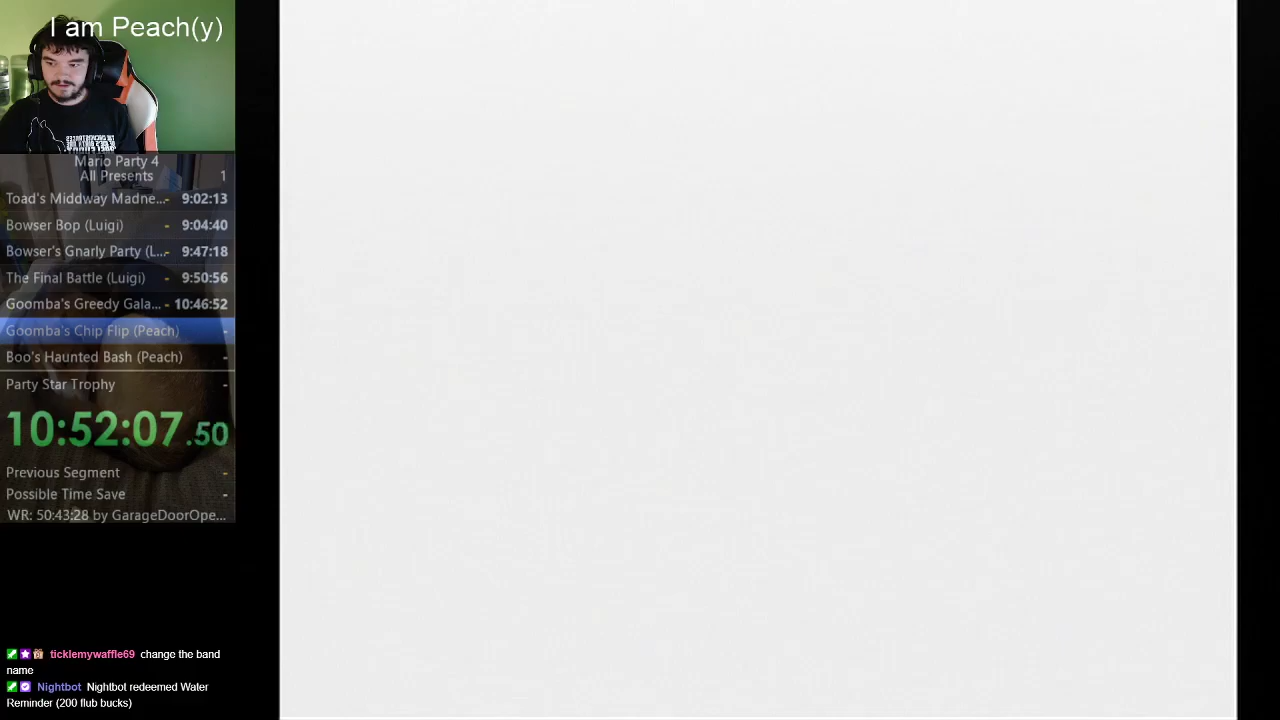 I am Peach(y)
Mario Party 4
All Presents 1
Toad's Middway Madne... - 9:02:13
Bowser Bop (Luigi) - 9:04:40
Bowser's Gnarly Party (L... - 9:47:18
The Final Battle (Luigi) - 9:50:56
Goomba's Greedy Gala... - 10:46:52
Goomba's Chip Flip (Peach) -
Boo's Haunted Bash (Peach) -
Party Star Trophy -
10:52:07.50
Previous Segment -
Possible Time Save -
WR: 50:43:28 by GarageDoorOpe...
ticklemywaffle69 change the band
name
Nightbot Nightbot redeemed Water
Reminder (200 flub bucks)